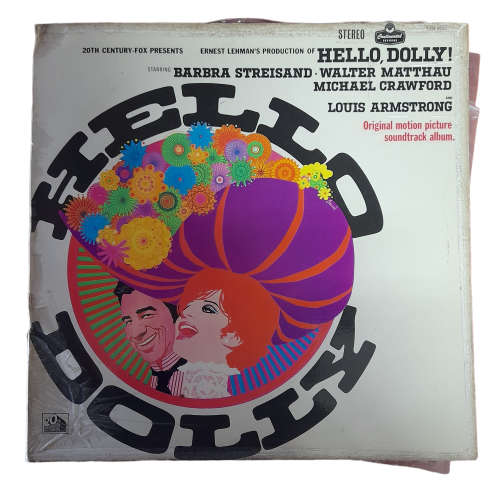 STEREO
Continental
20TH CENTURY-FOX PRESENTS ERNEST LEHMAN'S PRODUCTION OF HELLO, DOLLY!
STARRING BARBRA STREISAND · WALTER MATTHAU
MICHAEL CRAWFORD
AND
LOUIS ARMSTRONG
Original motion picture
soundtrack album.
HELLO
DOLLY